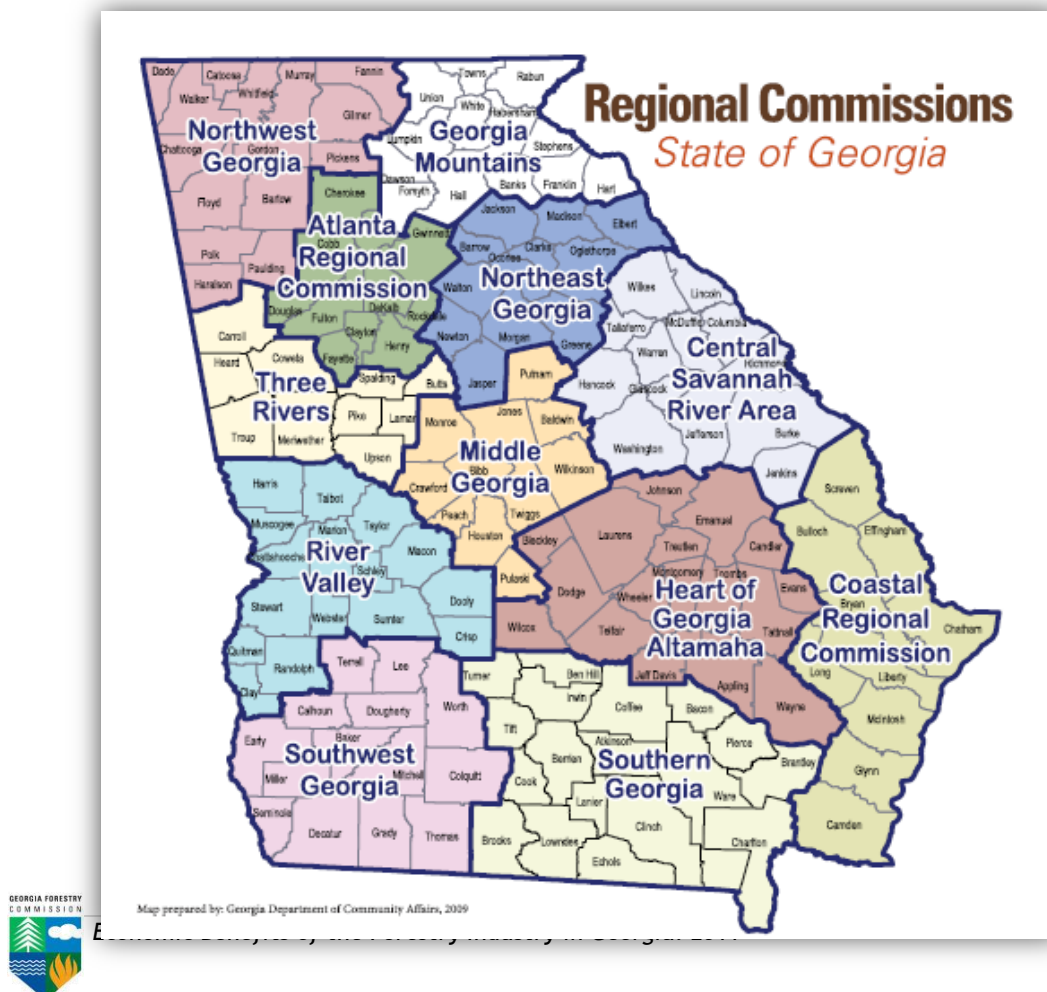 Regional Commissions
State of Georgia
Dade
Catoosa
Murray
Fannin
Walker
Whitfield
Gilmer
Northwest
Georgia
Chattooga
Gordon
Pickens
Floyd
Bartow
Polk
Paulding
Haralson
Towns
Rabun
Union
White
Habersham
Georgia
Mountains
Lumpkin
Stephens
Dawson
Forsyth
Hall
Banks
Franklin
Hart
Cherokee
Atlanta
Regional
Commission
Cobb
Gwinnett
Douglas
Fulton
DeKalb
Rockdale
Clayton
Fayette
Henry
Jackson
Madison
Elbert
Barrow
Clarke
Oconee
Oglethorpe
Walton
Northeast
Georgia
Newton
Morgan
Greene
Jasper
Wilkes
Lincoln
Taliaferro
McDuffie
Columbia
Warren
Central
Savannah
River Area
Richmond
Hancock
Glascock
Washington
Jefferson
Burke
Jenkins
Carroll
Heard
Coweta
Three
Rivers
Spalding
Butts
Pike
Lamar
Troup
Meriwether
Upson
Putnam
Monroe
Jones
Baldwin
Middle
Georgia
Bibb
Crawford
Wilkinson
Peach
Twiggs
Houston
Pulaski
Harris
Talbot
Muscogee
Marion
Taylor
Macon
River
Valley
Schley
Stewart
Webster
Sumter
Dooly
Crisp
Quitman
Randolph
Clay
Johnson
Emanuel
Laurens
Bleckley
Treutlen
Candler
Montgomery
Toombs
Evans
Dodge
Wheeler
Heart of
Georgia
Altamaha
Wilcox
Telfair
Tattnall
Jeff Davis
Appling
Wayne
Screven
Bulloch
Effingham
Coastal
Regional
Commission
Bryan
Chatham
Long
Liberty
McIntosh
Glynn
Camden
Terrell
Lee
Calhoun
Dougherty
Worth
Early
Baker
Southwest
Georgia
Miller
Mitchell
Colquitt
Seminole
Decatur
Grady
Thomas
Turner
Ben Hill
Irwin
Coffee
Bacon
Tift
Atkinson
Pierce
Berrien
Southern
Georgia
Brantley
Cook
Lanier
Ware
Clinch
Charlton
Brooks
Lowndes
Echols
Map prepared by: Georgia Department of Community Affairs, 2009
GEORGIA FORESTRY
COMMISSION